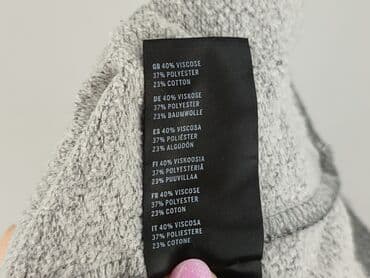 GB 40% VISCOSE
37% POLYESTER
23% COTTON
DE 40% VISKOSE
37% POLYESTER
23% BAUMWOLLE
ES 40% VISCOSA
37% POLIÉSTER
23% ALGODÓN
FI 40% VISKOOSIA
37% POLYESTERIÄ
23% PUUVILLAA
FR 40% VISCOSE
37% POLYESTER
23% COTON
IT 40% VISCOSA
37% POLIESTERE
23% COTONE